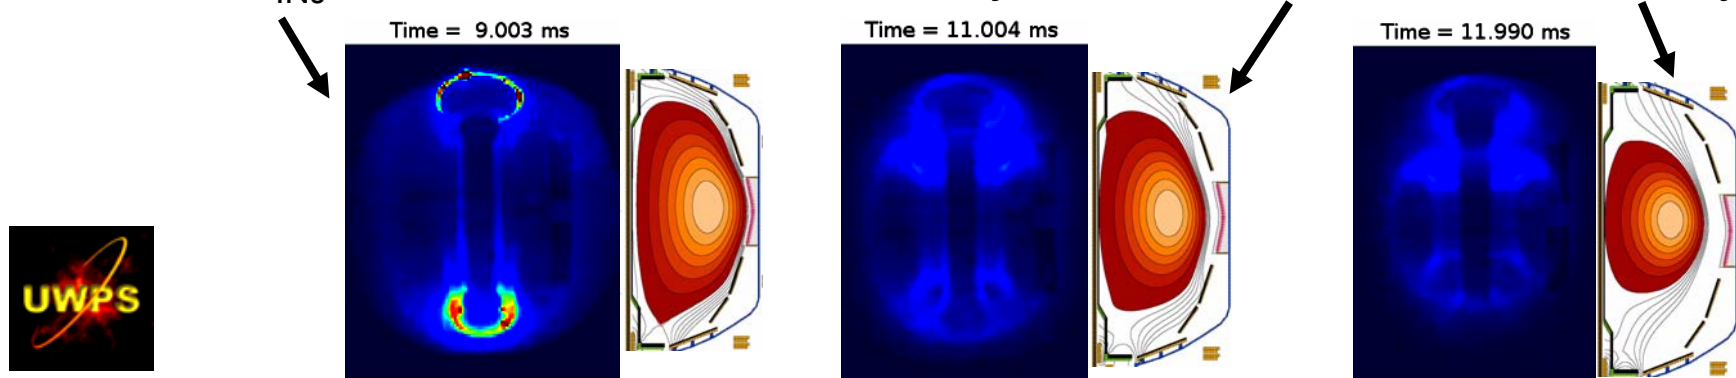 Time = 9.003 ms
Time = 11.004 ms
Time = 11.990 ms
UWPS